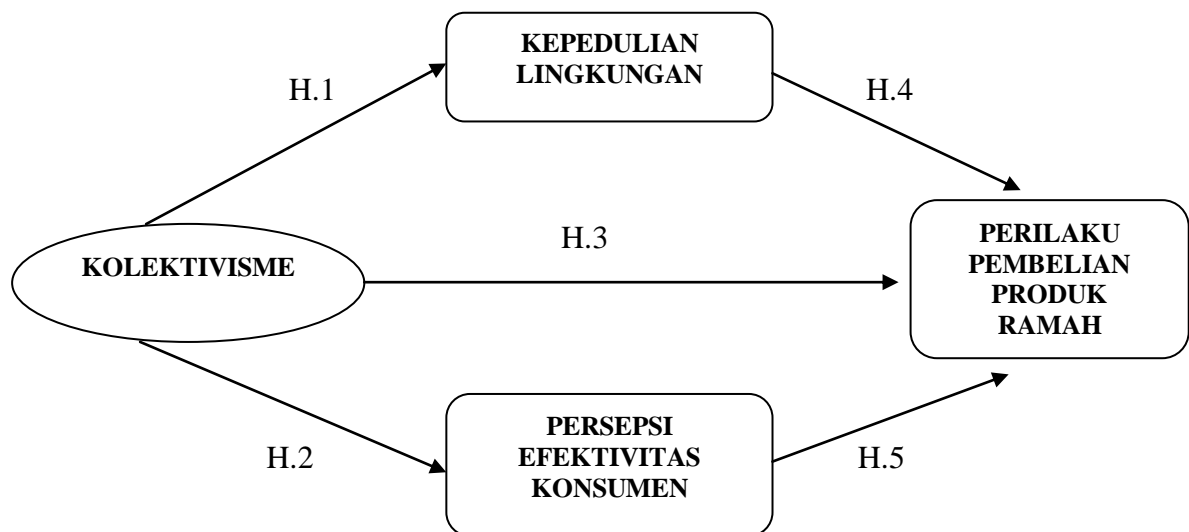 KEPEDULIAN
LINGKUNGAN
H.1
H.4
H.3
KOLEKTIVISME
PERILAKU
PEMBELIAN
PRODUK
RAMAH
PERSEPSI
EFEKTIVITAS
KONSUMEN
H.2
H.5